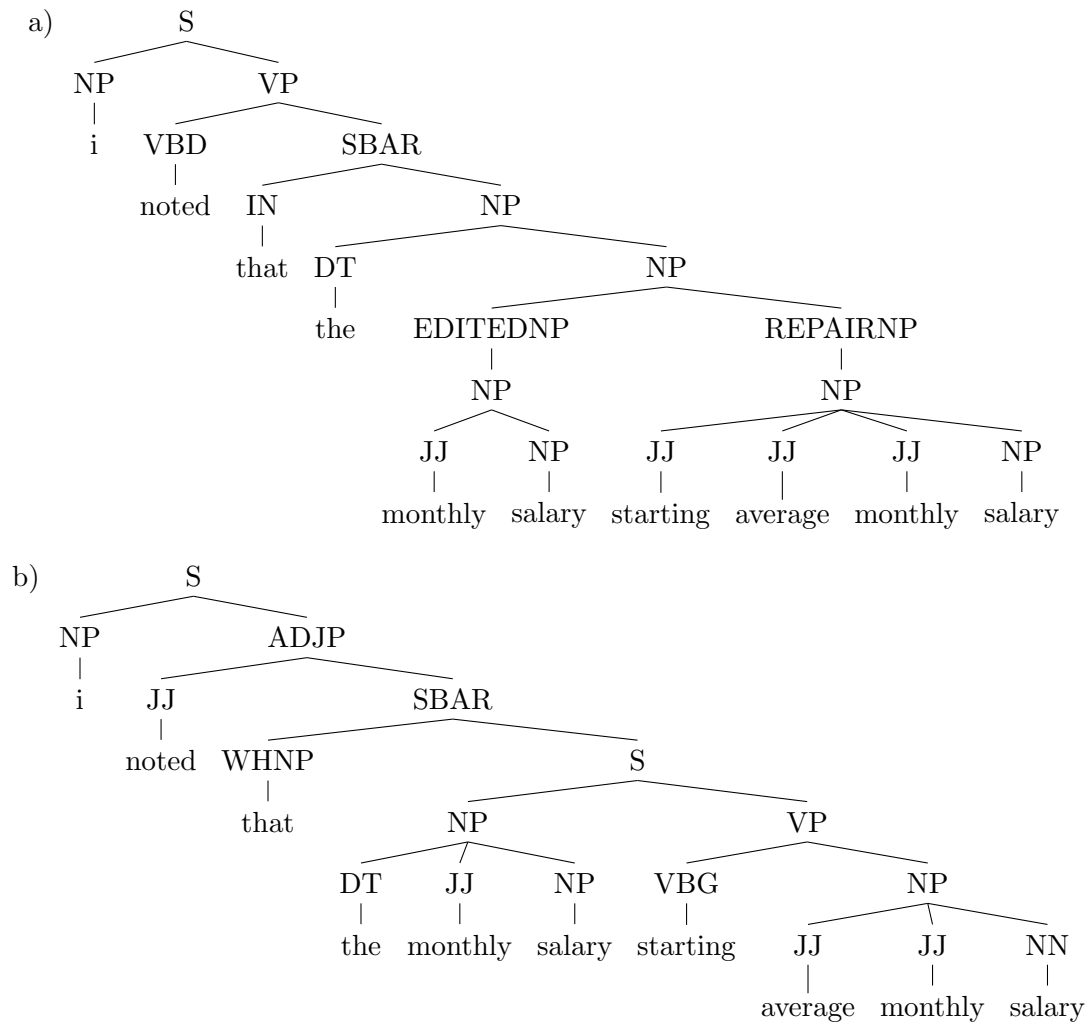 a)
S
NP VP
i VBD SBAR
noted IN NP
that DT NP
the EDITEDNP REPAIRNP
NP NP
JJ NP JJ JJ JJ NP
monthly salary starting average monthly salary
b)
S
NP ADJP
i JJ SBAR
noted WHNP S
that NP VP
DT JJ NP VBG NP
the monthly salary starting JJ JJ NN
average monthly salary